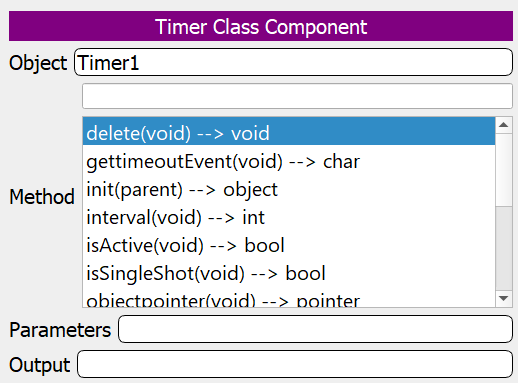 Timer Class Component
Object Timer1
delete(void) --> void
gettimeoutEvent(void) --> char
init(parent) --> object
Method interval(void) --> int
isActive(void) --> bool
isSingleShot(void) --> bool
objectpointer(void) --> pointer
Parameters
Output